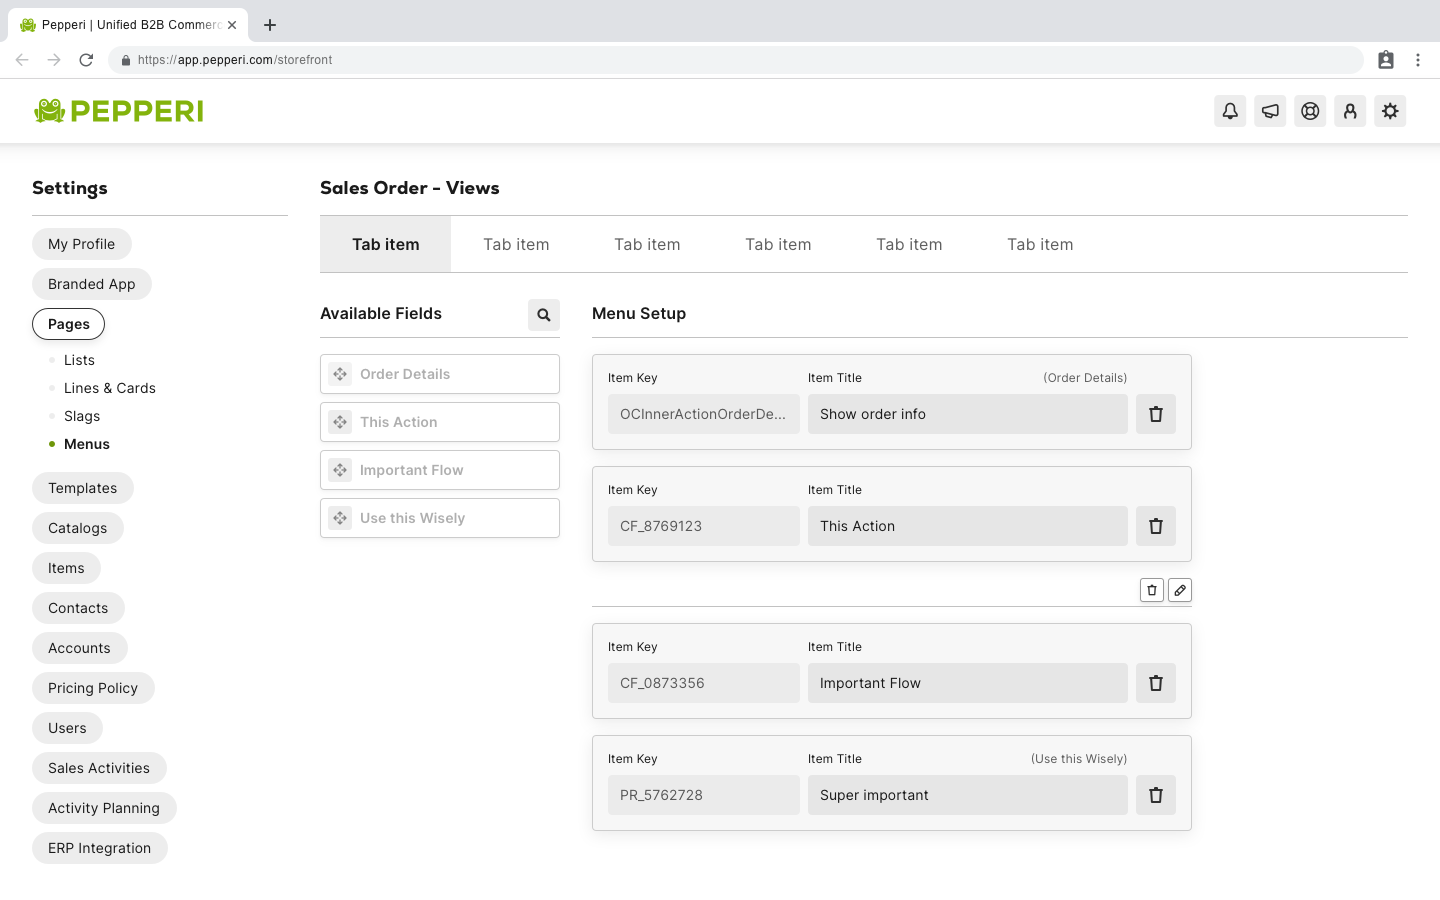 Pepperi | Unified B2B Commerc
https://app.pepperi.com/storefront
PEPPERI
Settings
My Profile
Branded App
Pages
Lists
Lines & Cards
Slags
Menus
Templates
Catalogs
Items
Contacts
Accounts
Pricing Policy
Users
Sales Activities
Activity Planning
ERP Integration
Sales Order - Views
Tab item Tab item Tab item Tab item Tab item Tab item
Available Fields
Order Details
This Action
Important Flow
Use this Wisely
Menu Setup
Item Key Item Title (Order Details)
OCInnerActionOrderDe... Show order info
Item Key Item Title
CF_8769123 This Action
Item Key Item Title
CF_0873356 Important Flow
Item Key Item Title (Use this Wisely)
PR_5762728 Super important